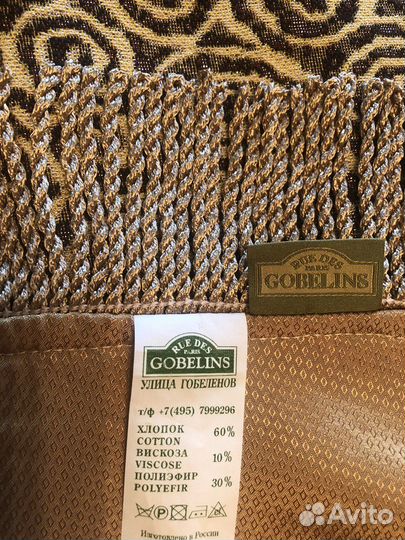 RUE DES
PARIS
GOBELINS
RUE DES
PARIS
GOBELINS
УЛИЦА ГОБЕЛЕНОВ
т/ф +7(495) 7999296
ХЛОПОК 60%
COTTON
ВИСКОЗА 10%
VISCOSE
ПОЛИЭФИР 30%
POLYEFIR
Изготовлено в России
Avito